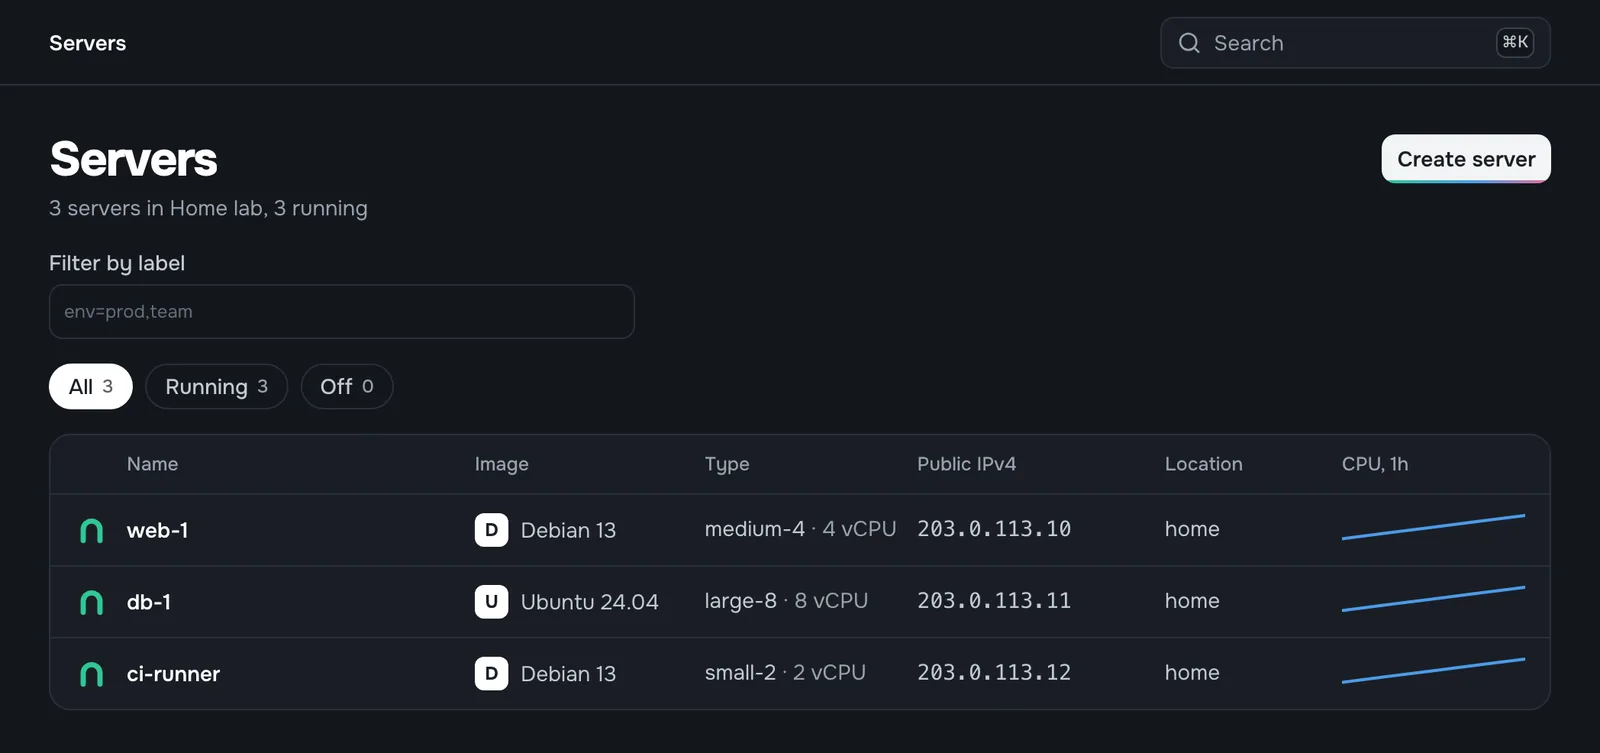 Servers
Search ⌘K
Servers
Create server
3 servers in Home lab, 3 running
Filter by label
env=prod,team
All 3 Running 3 Off 0
Name Image Type Public IPv4 Location CPU, 1h
web-1 D Debian 13 medium-4 · 4 vCPU 203.0.113.10 home
db-1 U Ubuntu 24.04 large-8 · 8 vCPU 203.0.113.11 home
ci-runner D Debian 13 small-2 · 2 vCPU 203.0.113.12 home